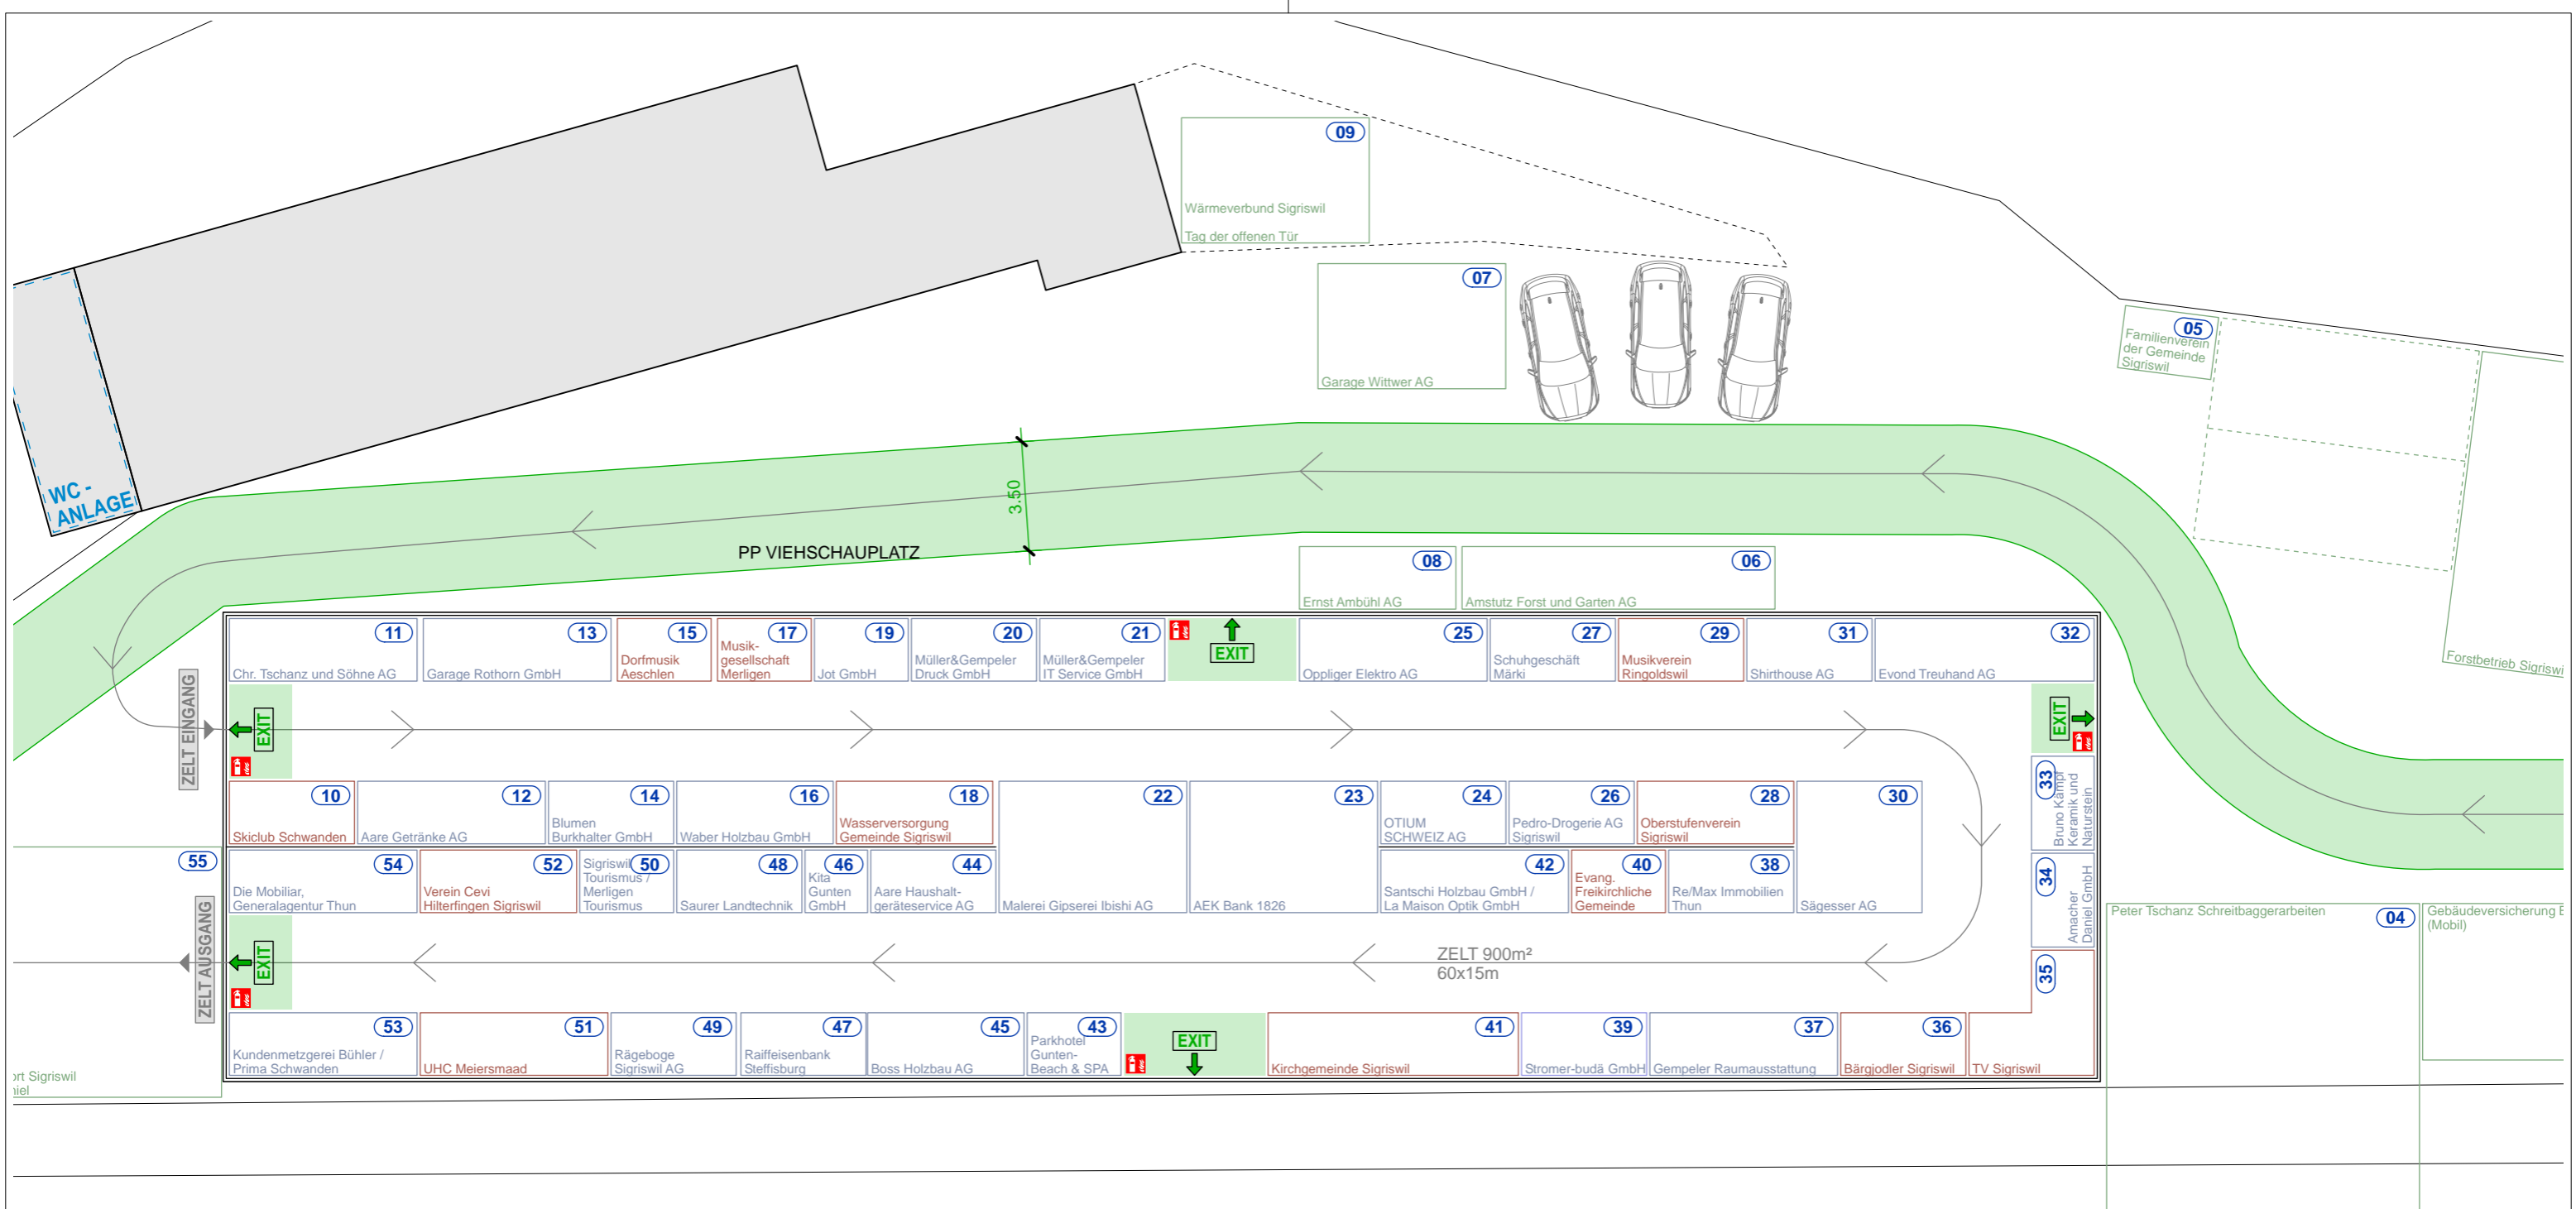 09
Wärmeverbund Sigriswil
Tag der offenen Tür
07
Garage Wittwer AG
05
Familienverein
der Gemeinde
Sigriswil
WC -
ANLAGE
3.50
PP VIEHSCHAUPLATZ
08
Ernst Ambühl AG
06
Amstutz Forst und Garten AG
Forstbetrieb Sigriswi
11
Chr. Tschanz und Söhne AG
13
Garage Rothorn GmbH
15
Dorfmusik
Aeschlen
17
Musik-
gesellschaft
Merligen
19
Jot GmbH
20
Müller&Gempeler
Druck GmbH
21
Müller&Gempeler
IT Service GmbH
EXIT
25
Oppliger Elektro AG
27
Schuhgeschäft
Märki
29
Musikverein
Ringoldswil
31
Shirthouse AG
32
Evond Treuhand AG
ZELT EINGANG
EXIT
EXIT
10
Skiclub Schwanden
12
Aare Getränke AG
14
Blumen
Burkhalter GmbH
16
Waber Holzbau GmbH
18
Wasserversorgung
Gemeinde Sigriswil
22
Malerei Gipserei Ibishi AG
23
AEK Bank 1826
24
OTIUM
SCHWEIZ AG
26
Pedro-Drogerie AG
Sigriswil
28
Oberstufenverein
Sigriswil
30
Sägesser AG
33
Bruno Kämpf
Keramik und
Naturstein
55
ort Sigriswil
niel
54
Die Mobiliar,
Generalagentur Thun
52
Verein Cevi
Hilterfingen Sigriswil
50
Sigriswil
Tourismus /
Merligen
Tourismus
48
Saurer Landtechnik
46
Kita
Gunten
GmbH
44
Aare Haushalt-
geräteservice AG
42
Santschi Holzbau GmbH /
La Maison Optik GmbH
40
Evang.
Freikirchliche
Gemeinde
38
Re/Max Immobilien
Thun
34
Amacher
Daniel GmbH
Peter Tschanz Schreitbaggerarbeiten
04
Gebäudeversicherung B
(Mobil)
ZELT AUSGANG
EXIT
ZELT 900m²
60x15m
35
53
Kundenmetzgerei Bühler /
Prima Schwanden
51
UHC Meiersmaad
49
Rägeboge
Sigriswil AG
47
Raiffeisenbank
Steffisburg
45
Boss Holzbau AG
43
Parkhotel
Gunten-
Beach & SPA
EXIT
41
Kirchgemeinde Sigriswil
39
Stromer-budä GmbH
37
Gempeler Raumausstattung
36
Bärgjodler Sigriswil
TV Sigriswil